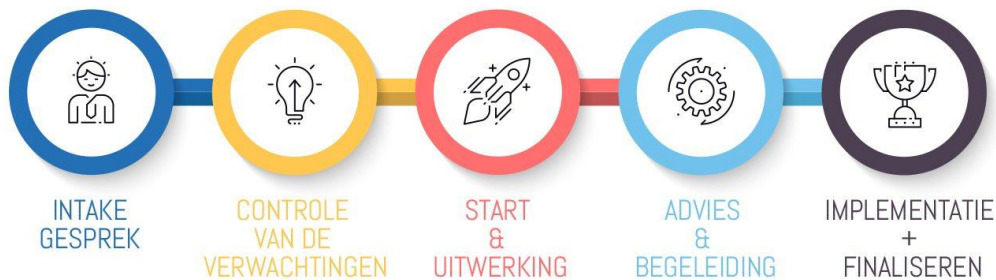 INTAKE
GESPREK
CONTROLE
VAN DE
VERWACHTINGEN
START
&
UITWERKING
ADVIES
&
BEGELEIDING
IMPLEMENTATIE
+
FINALISEREN